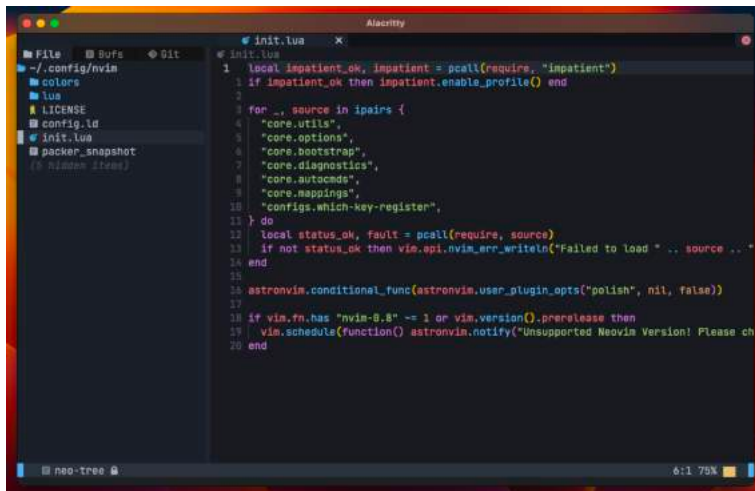 Alacritty
init.lua
File Bufs Git
init.lua
~/.config/nvim
colors
lua
LICENSE
config.ld
init.lua
packer_snapshot
(5 hidden items)
1 local impatient_ok, impatient = pcall(require, "impatient")
1 if impatient_ok then impatient.enable_profile() end
2
3 for _, source in ipairs {
4 "core.utils",
5 "core.options",
6 "core.bootstrap",
7 "core.diagnostics",
8 "core.autocmds",
9 "core.mappings",
10 "configs.which-key-register",
11 } do
12 local status_ok, fault = pcall(require, source)
13 if not status_ok then vim.api.nvim_err_writeln("Failed to load " .. source .. "
14 end
15
16 astronvim.conditional_func(astronvim.user_plugin_opts("polish", nil, false))
17
18 if vim.fn.has "nvim-0.8" ~= 1 or vim.version().prerelease then
19 vim.schedule(function() astronvim.notify("Unsupported Neovim Version! Please ch
20 end
neo-tree
6:1 75%